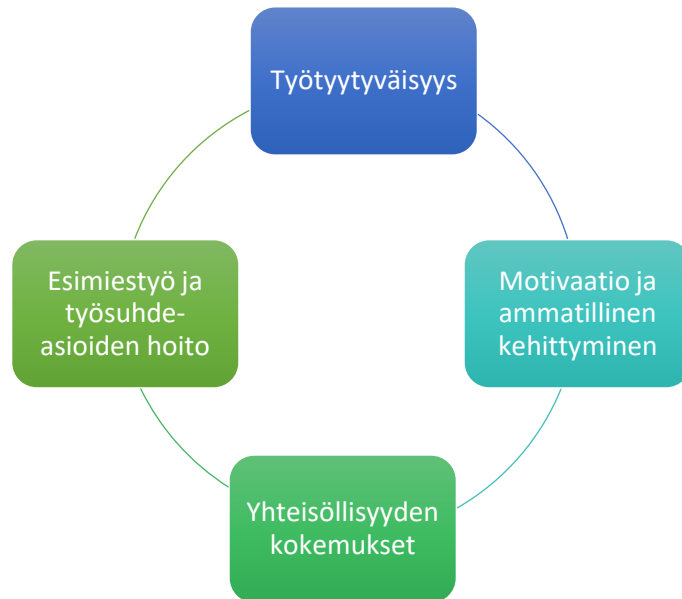 Työtyytyväisyys
Motivaatio ja
ammatillinen
kehittyminen
Yhteisöllisyyden
kokemukset
Esimiestyö ja
työsuhde-
asioiden hoito